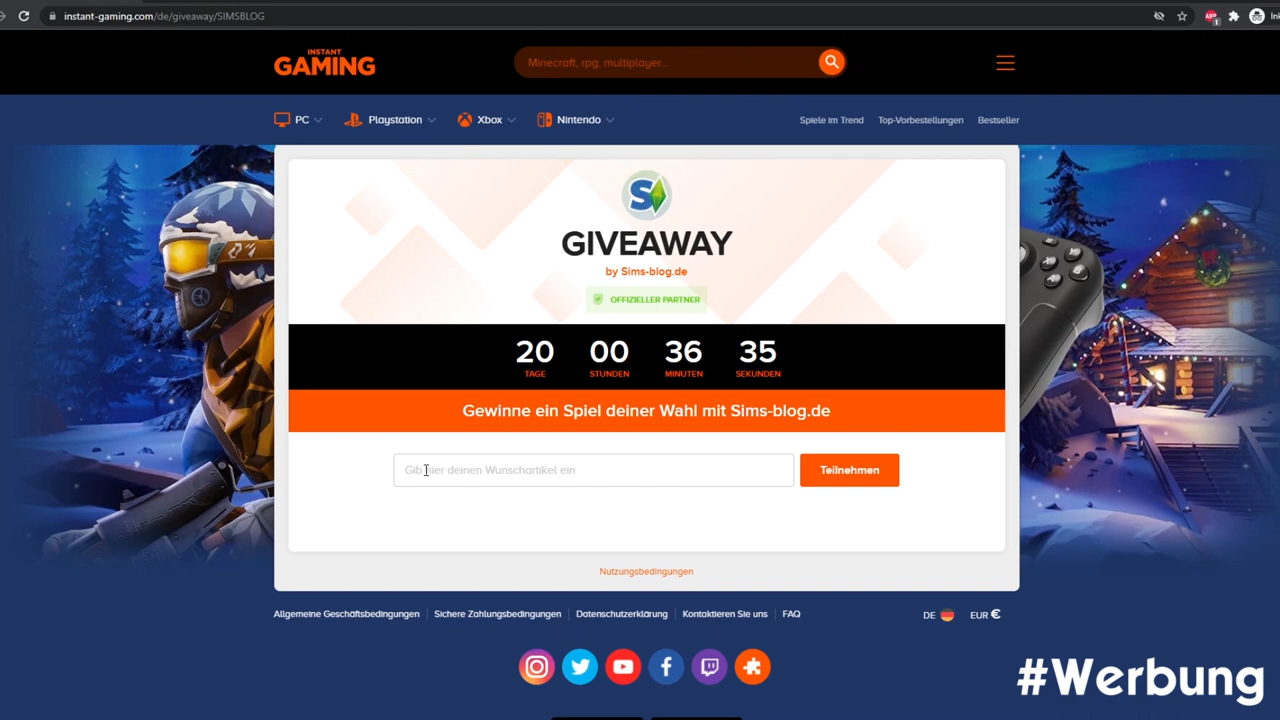 instant-gaming.com/de/giveaway/SIMSBLOG
INSTANT
GAMING
Minecraft, rpg, multiplayer...
PC
Playstation
Xbox
Nintendo
Spiele im Trend
Top-Vorbestellungen
Bestseller
GIVEAWAY
by Sims-blog.de
OFFIZIELLER PARTNER
20 00 36 35
TAGE STUNDEN MINUTEN SEKUNDEN
Gewinne ein Spiel deiner Wahl mit Sims-blog.de
Gib hier deinen Wunschartikel ein
Teilnehmen
Nutzungsbedingungen
Allgemeine Geschäftsbedingungen
Sichere Zahlungsbedingungen
Datenschutzerklärung
Kontaktieren Sie uns
FAQ
DE
EUR €
#Werbung